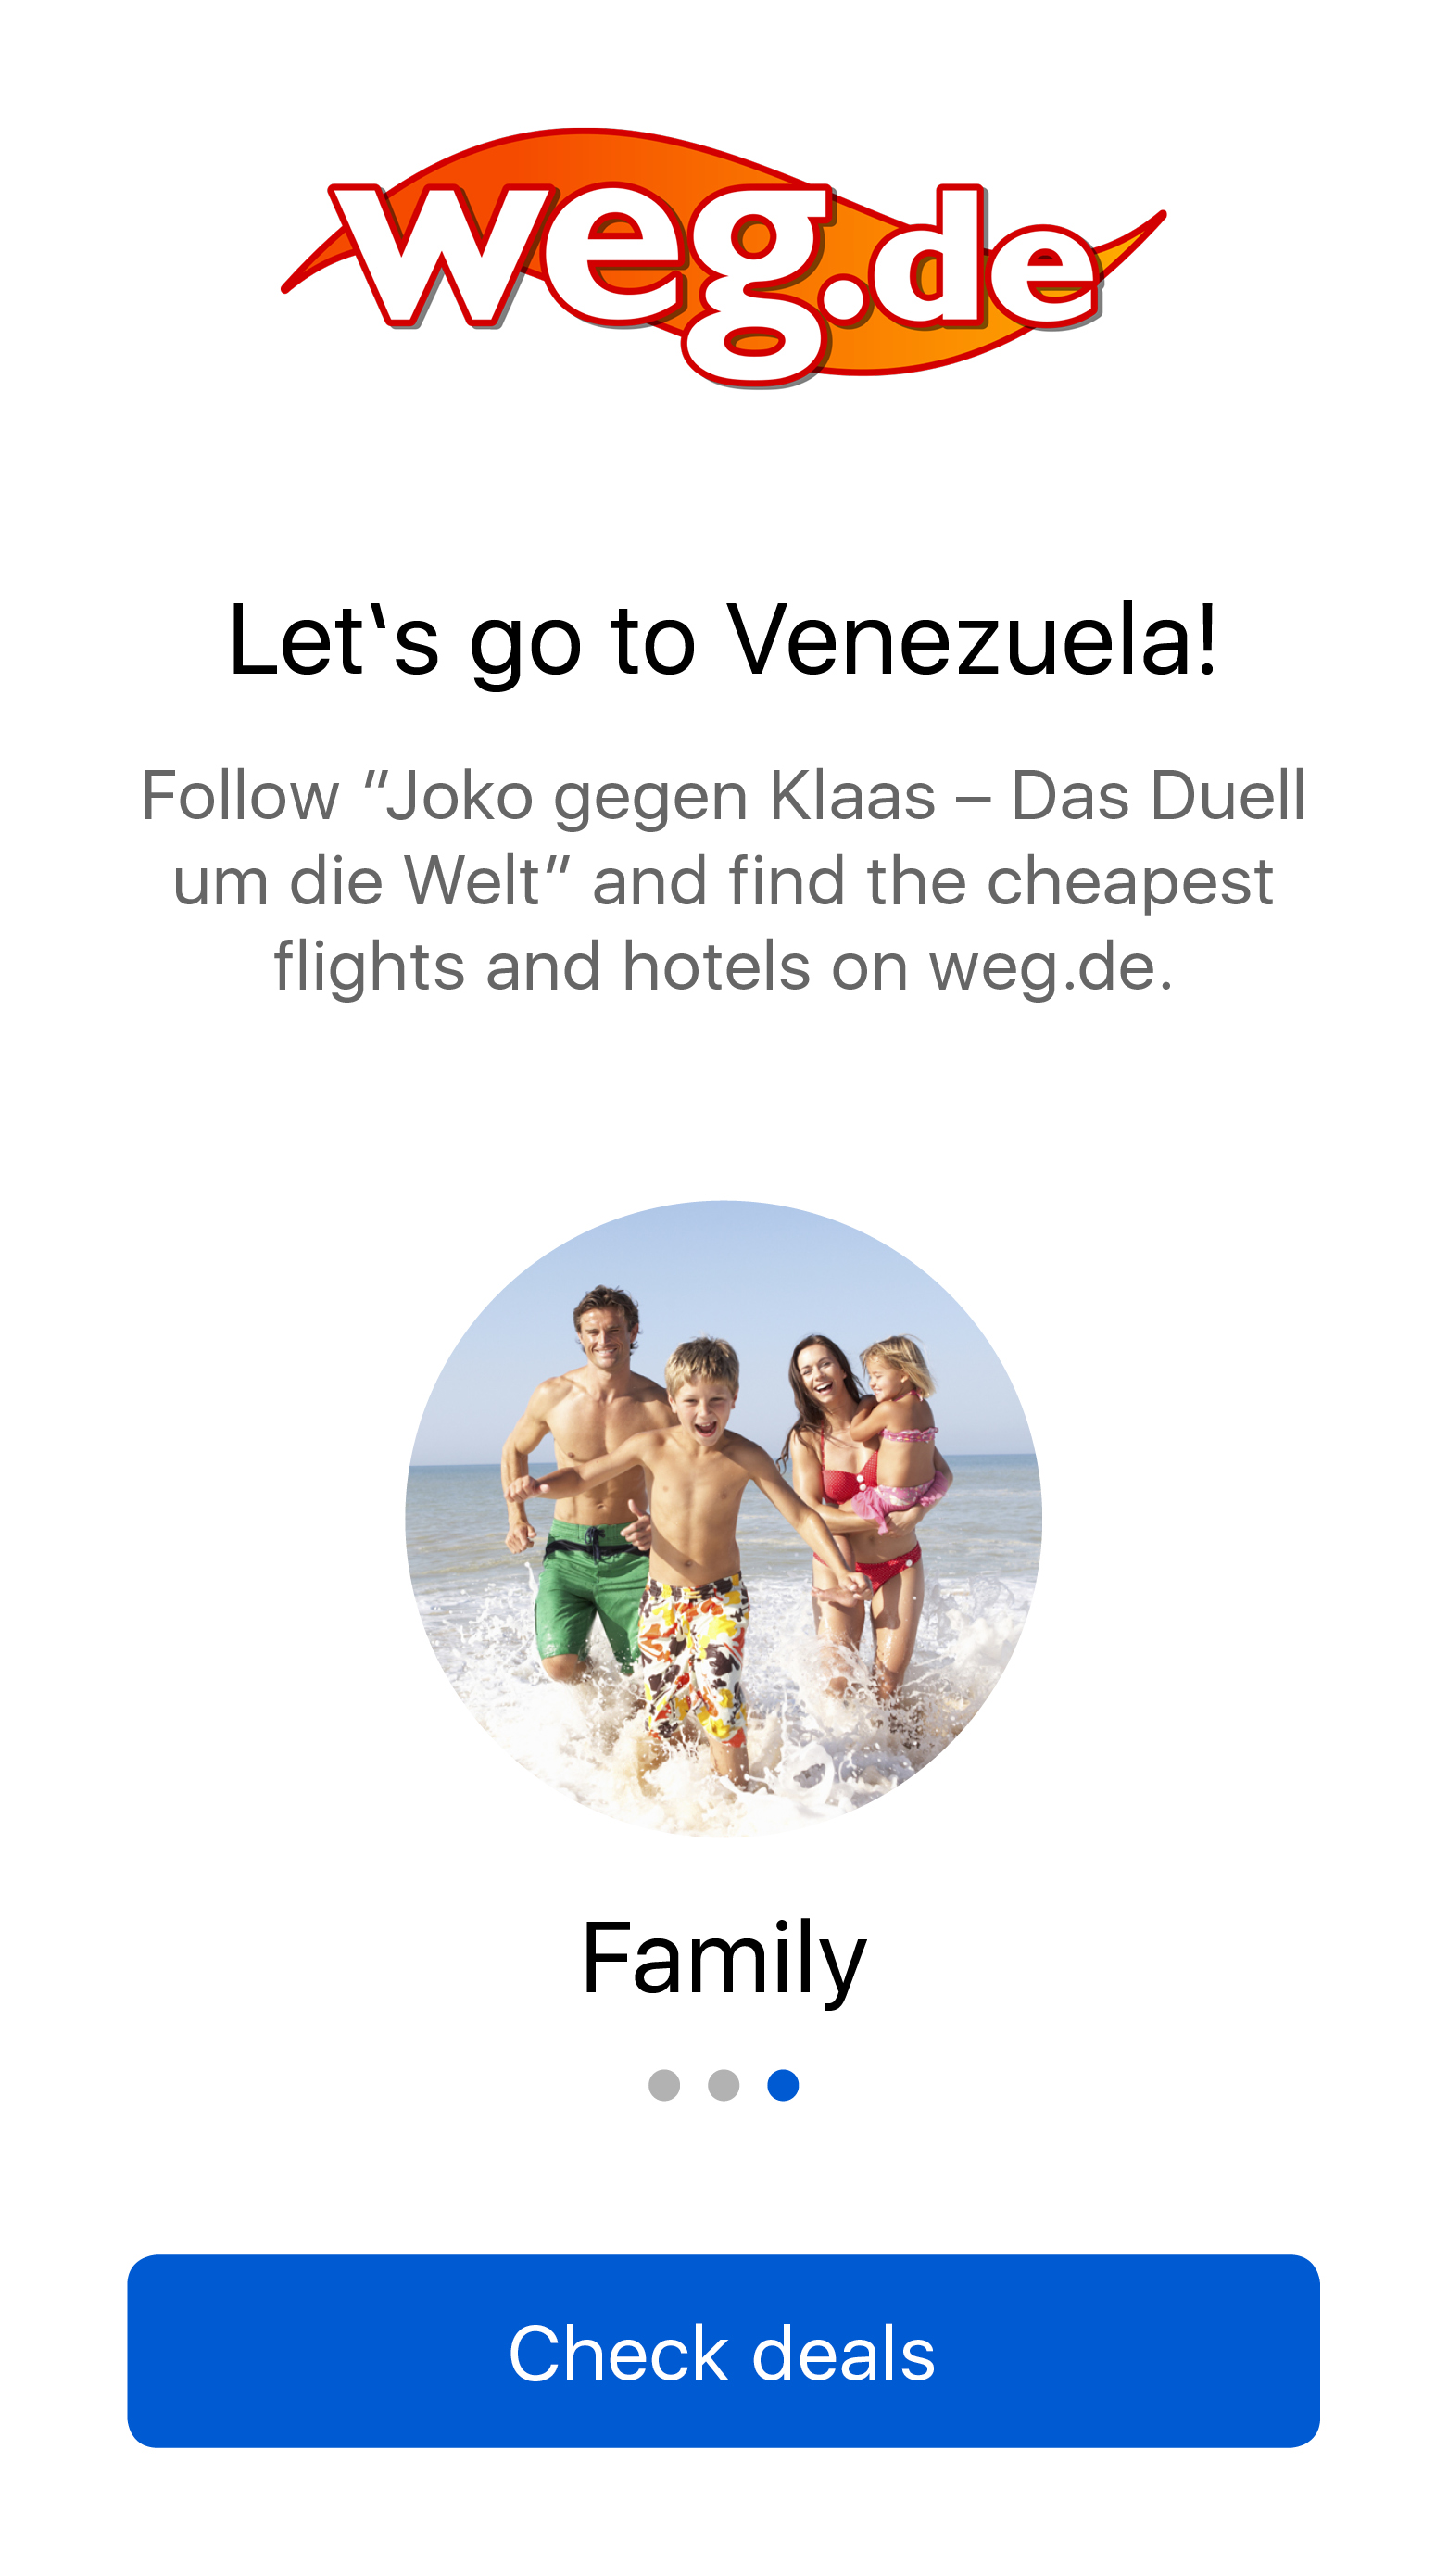 weg.de
Let‛s go to Venezuela!
Follow "Joko gegen Klaas – Das Duell
um die Welt" and find the cheapest
flights and hotels on weg.de.
Family
Check deals